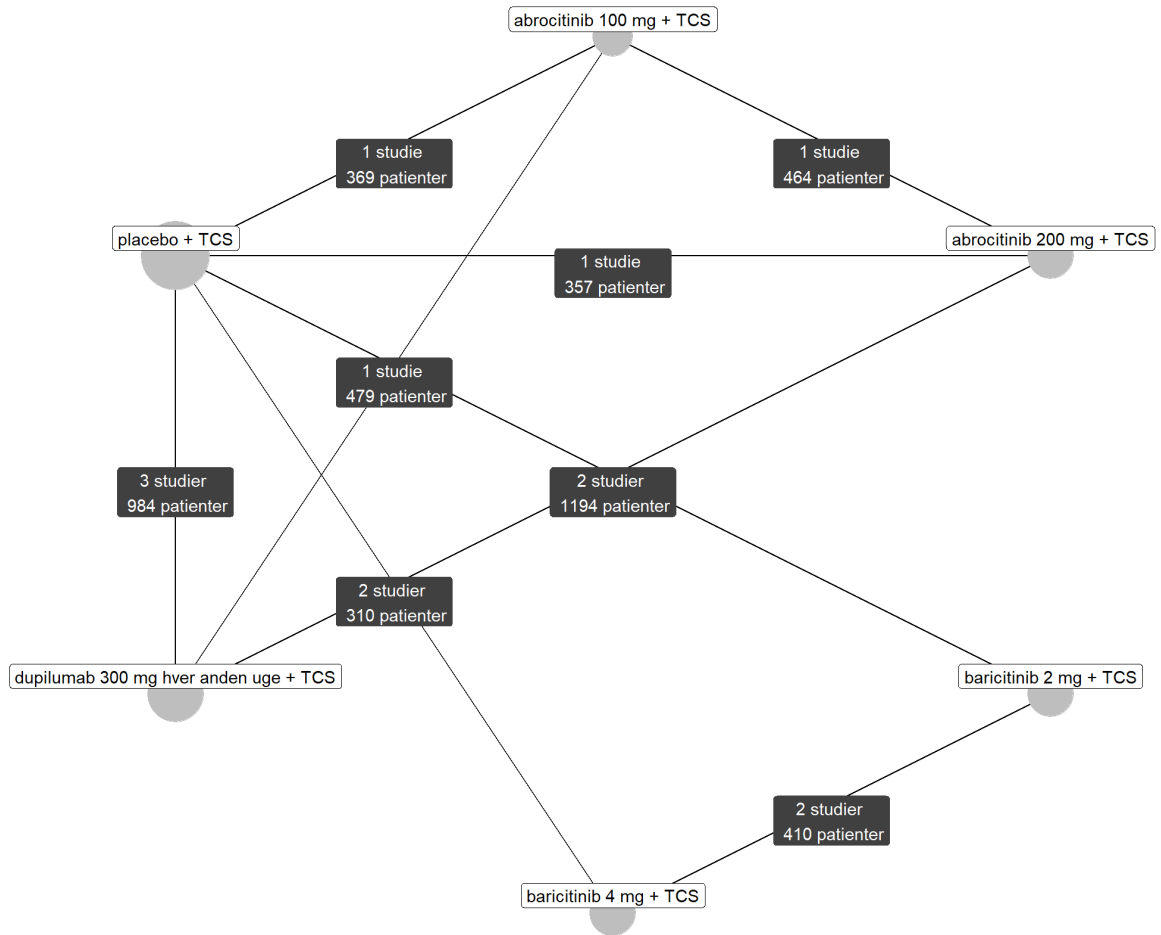 abrocitinib 100 mg + TCS
1 studie
369 patienter
1 studie
464 patienter
placebo + TCS
abrocitinib 200 mg + TCS
1 studie
357 patienter
1 studie
479 patienter
3 studier
984 patienter
2 studier
1194 patienter
2 studier
310 patienter
dupilumab 300 mg hver anden uge + TCS
baricitinib 2 mg + TCS
2 studier
410 patienter
baricitinib 4 mg + TCS